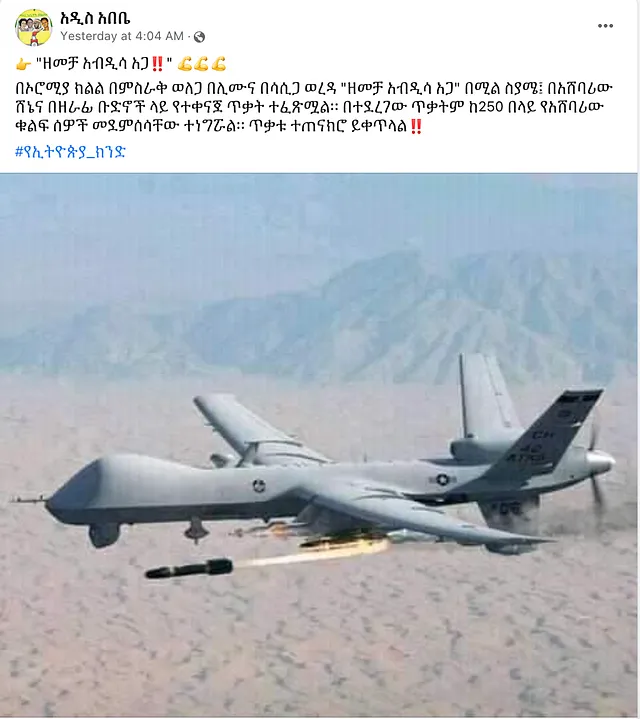 አዲስ አበቤ
Yesterday at 4:04 AM ·
👉 "ዘመቻ አብዲሳ አጋ‼️" 💪💪💪
በኦሮሚያ ክልል በምስራቅ ወለጋ በሊሙና በሳሲጋ ወረዳ "ዘመቻ አብዲሳ አጋ" በሚል ስያሜ፤ በአሸባሪው
ሸኔና በዘራፊ ቡድኖች ላይ የተቀናጀ ጥቃት ተፈጽሟል፡፡ በተደረገው ጥቃትም ከ250 በላይ የአሸባሪው
ቁልፍ ሰዎች መደምሰሳቸው ተነግሯል፡፡ ጥቃቱ ተጠናክሮ ይቀጥላል‼️
#የኢትዮጵያ_ክንድ
CH